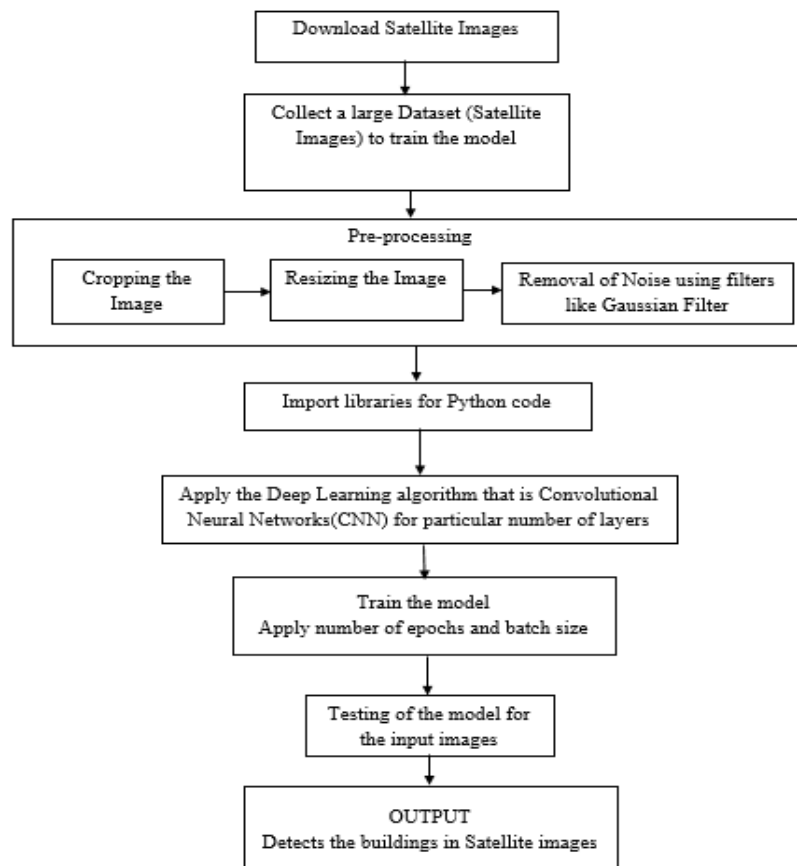 Download Satellite Images
Collect a large Dataset (Satellite
Images) to train the model
Pre-processing
Cropping the
Image
Resizing the Image
Removal of Noise using filters
like Gaussian Filter
Import libraries for Python code
Apply the Deep Learning algorithm that is Convolutional
Neural Networks(CNN) for particular number of layers
Train the model
Apply number of epochs and batch size
Testing of the model for
the input images
OUTPUT
Detects the buildings in Satellite images